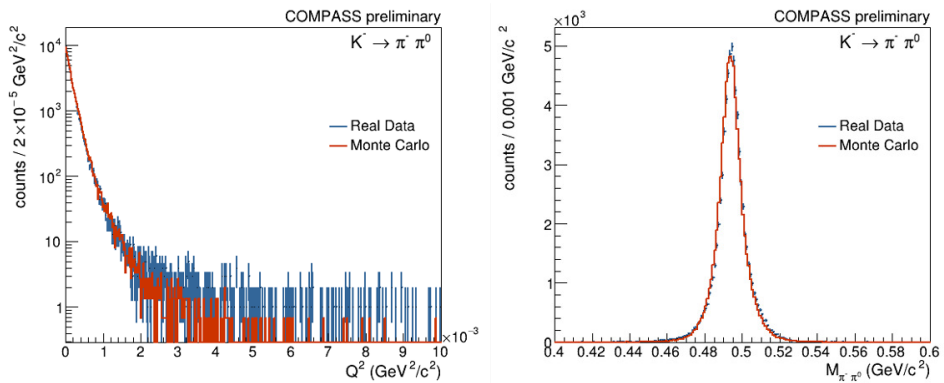 COMPASS preliminary
K⁻ → π⁻ π⁰
counts / 2×10⁻⁵ GeV²/c²
10⁴
10³
10²
10
1
Real Data
Monte Carlo
0 1 2 3 4 5 6 7 8 9 10
×10⁻³
Q² (GeV²/c²)
COMPASS preliminary
×10³
K⁻ → π⁻ π⁰
counts / 0.001 GeV/c²
5
4
3
2
1
0
Real Data
Monte Carlo
0.4 0.42 0.44 0.46 0.48 0.5 0.52 0.54 0.56 0.58 0.6
M π⁻ π⁰ (GeV/c²)